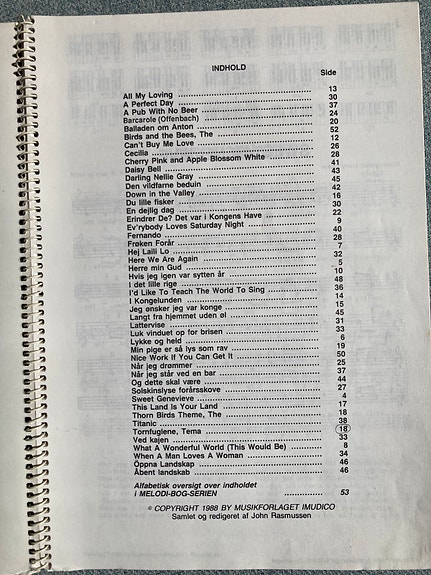 INDHOLD
Side
All My Loving .......... 13
A Perfect Day .......... 30
A Pub With No Beer .......... 37
Barcarole (Offenbach) .......... 24
Balladen om Anton .......... 20
Birds and the Bees, The .......... 52
Can't Buy Me Love .......... 12
Cecilia .......... 26
Cherry Pink and Apple Blossom White .......... 28
Daisy Bell .......... 41
Darling Nellie Gray .......... 43
Den vildfarne beduin .......... 45
Down in the Valley .......... 42
Du lille fisker .......... 16
En dejlig dag .......... 30
Erindrer De? Det var i Kongens Have .......... 22
Ev'rybody Loves Saturday Night .......... 9
Fernando .......... 40
Frøken Forår .......... 28
Hej Laili Lo .......... 7
Here We Are Again .......... 32
Herre min Gud .......... 5
Hvis jeg igen var sytten år .......... 10
I det lille rige .......... 48
I'd Like To Teach The World To Sing .......... 36
I Kongelunden .......... 14
Jeg ønsker jeg var konge .......... 15
Langt fra hjemmet uden øl .......... 45
Lattervise .......... 31
Luk vinduet op for brisen .......... 33
Lykke og held .......... 6
Min pige er så lys som rav .......... 19
Nice Work If You Can Get It .......... 50
Når jeg drømmer .......... 25
Når jeg står ved en bar .......... 37
Og dette skal være .......... 44
Solskinslyse forårsskove .......... 27
Sweet Genevieve .......... 4
This Land Is Your Land .......... 17
Thorn Birds Theme, The .......... 18
Titanic .......... 38
Tornfuglene, Tema .......... 18
Ved kajen .......... 33
What A Wonderful World (This Would Be) .......... 8
When A Man Loves A Woman .......... 34
Öppna Landskap .......... 46
Åbent landskab .......... 46
Alfabetisk oversigt over indholdet
i MELODI-BOG-SERIEN .......... 53
© COPYRIGHT 1988 BY MUSIKFORLAGET IMUDICO
Samlet og redigeret af John Rasmussen